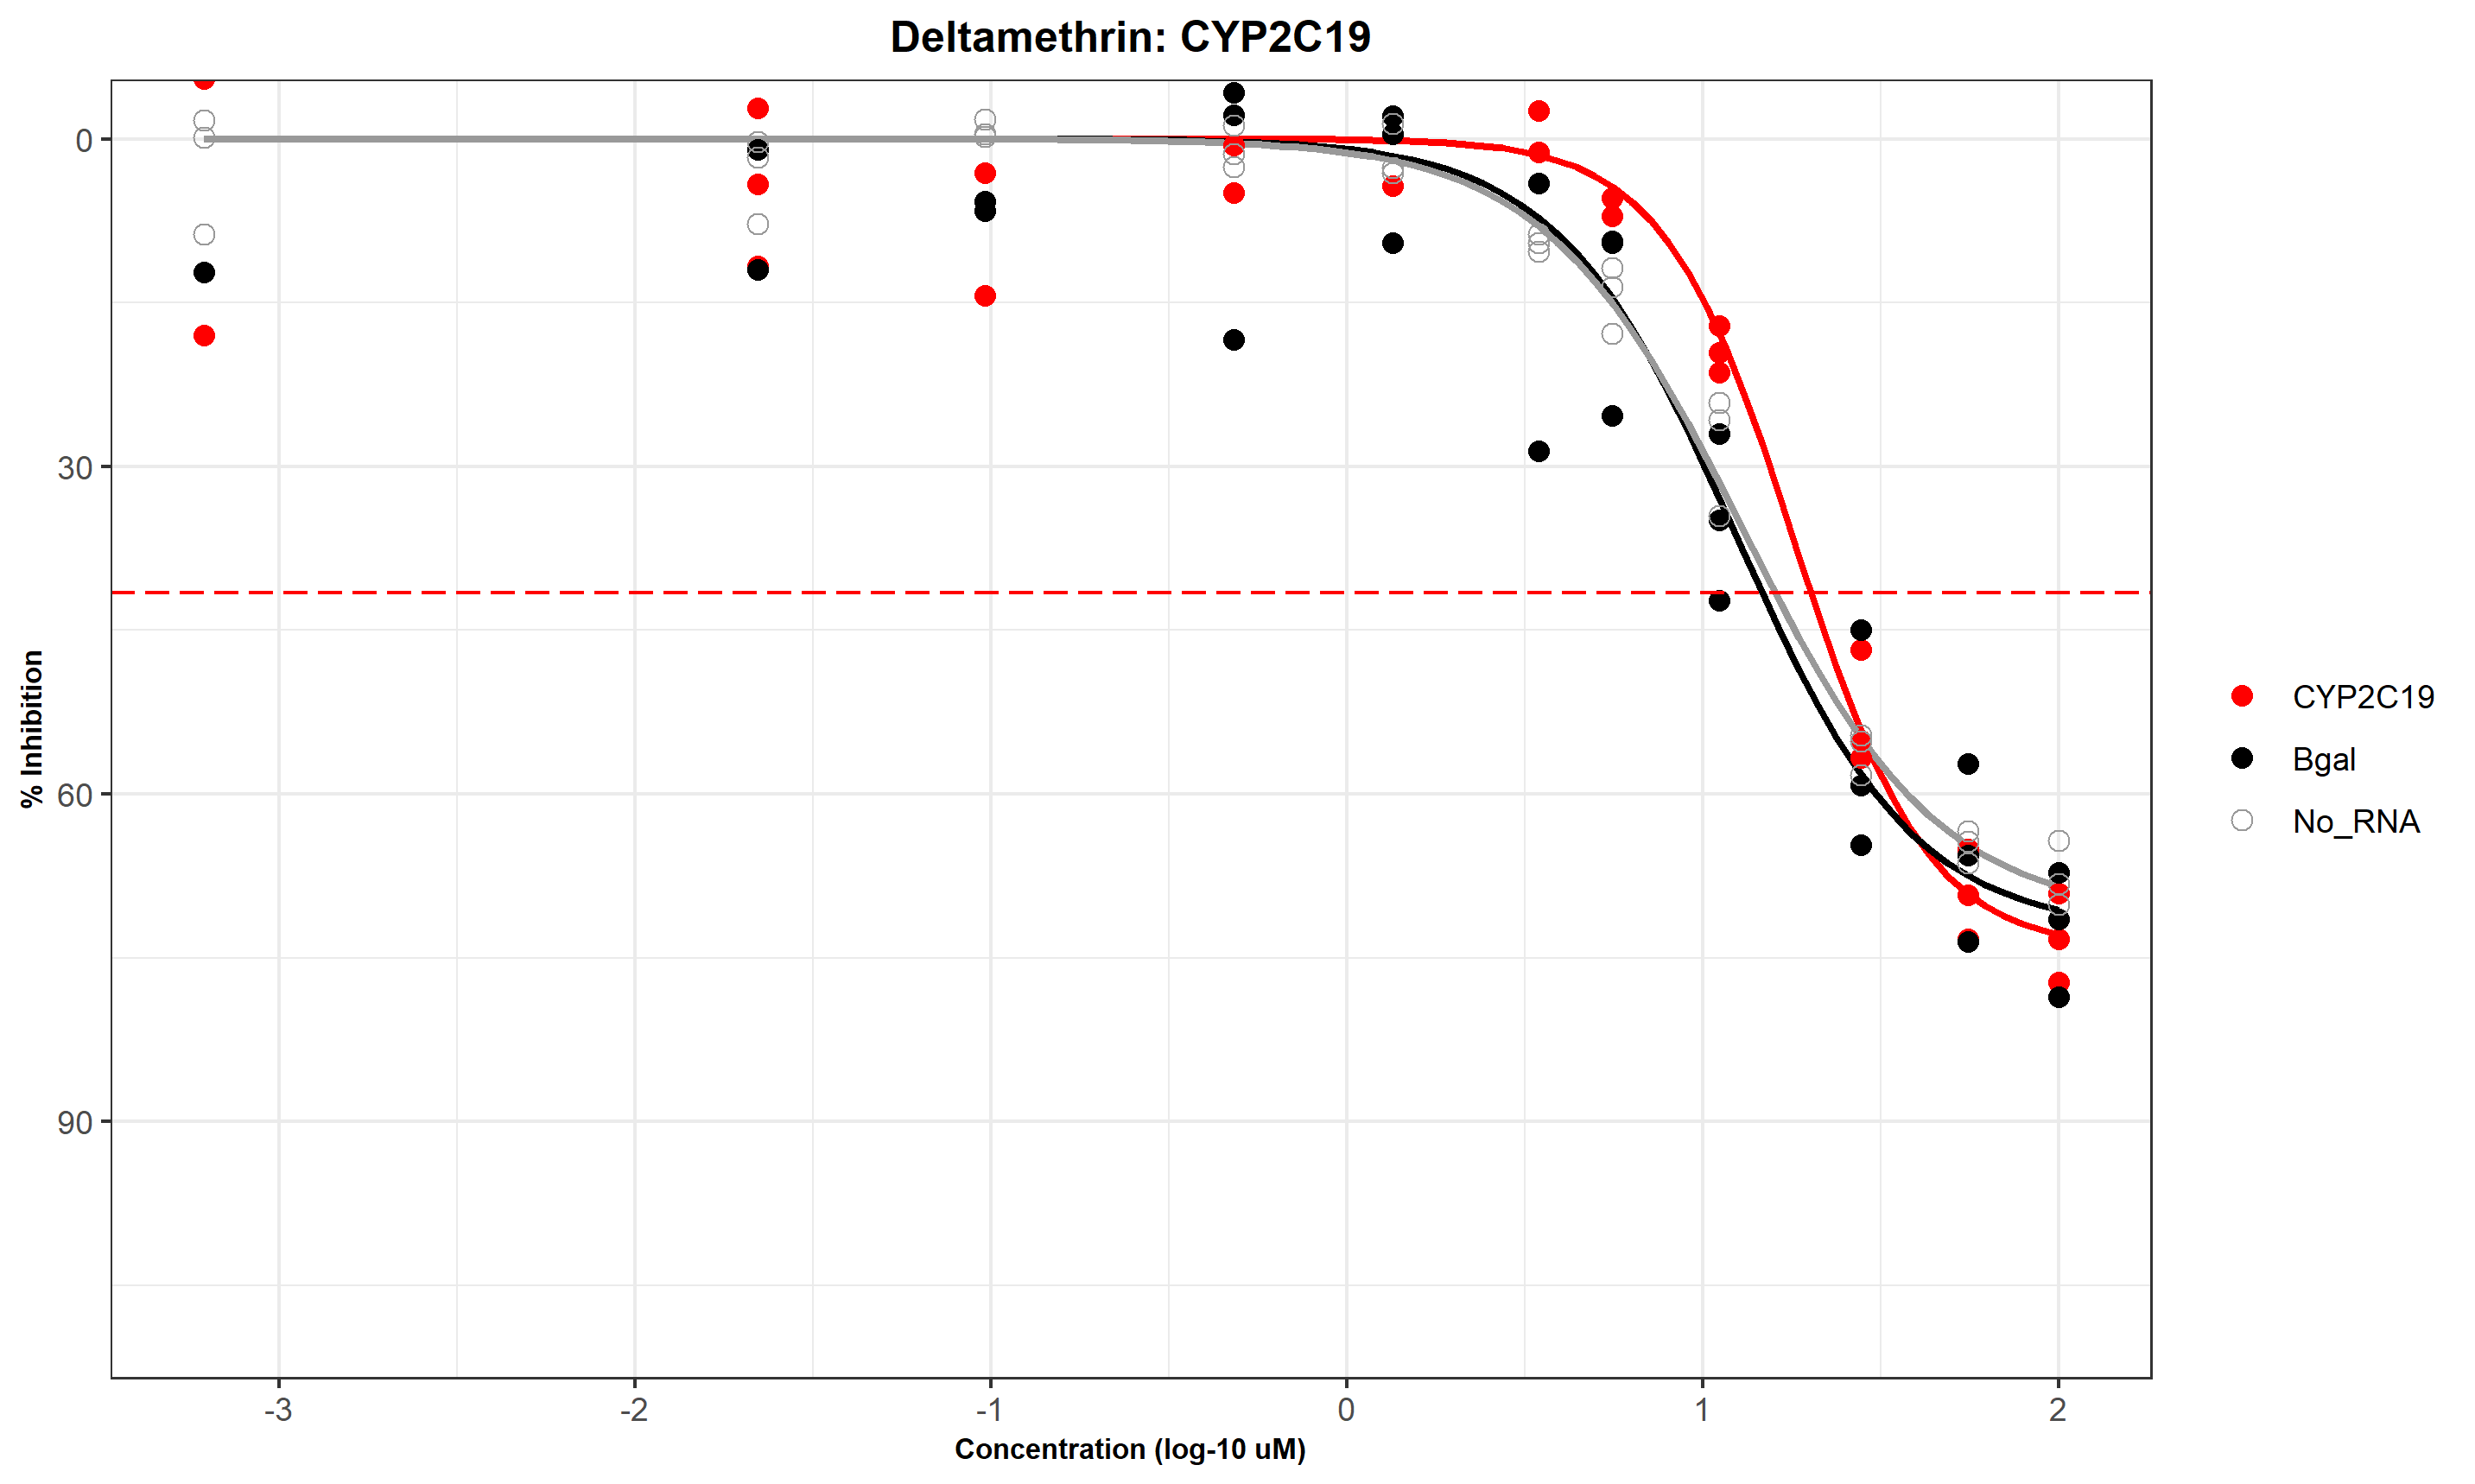 Deltamethrin: CYP2C19
% Inhibition
0
30
60
90
-3
-2
-1
0
1
2
Concentration (log-10 uM)
CYP2C19
Bgal
No_RNA